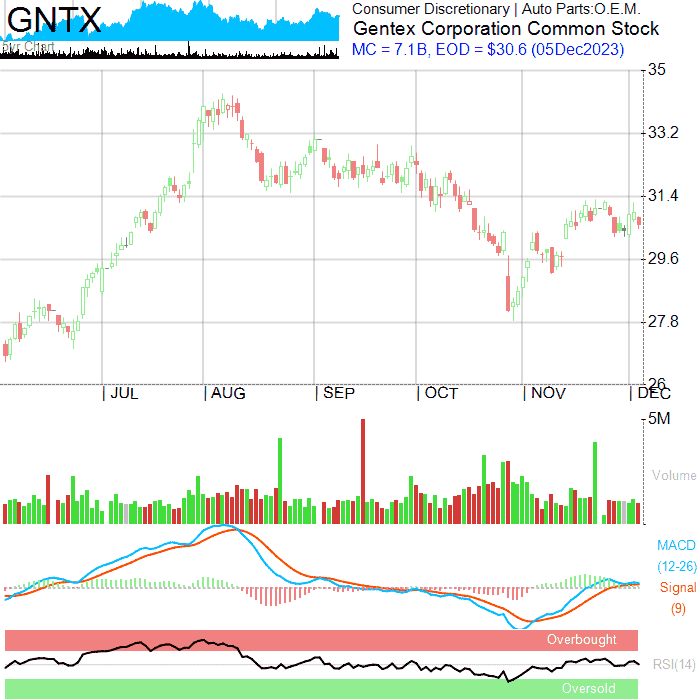 GNTX
5yr Chart
Consumer Discretionary | Auto Parts:O.E.M.
Gentex Corporation Common Stock
MC = 7.1B, EOD = $30.6 (05Dec2023)
35
33.2
31.4
29.6
27.8
26
| JUL | AUG | SEP | OCT | NOV | DEC
5M
Volume
MACD
(12-26)
Signal
(9)
Overbought
RSI(14)
Oversold